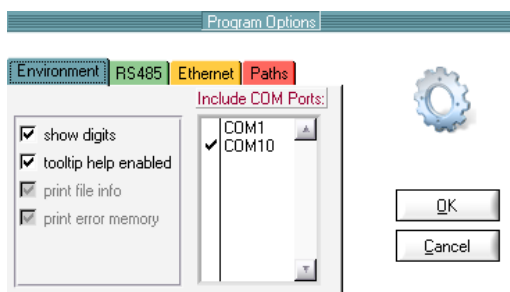 Program Options
Environment RS485 Ethernet Paths
Include COM Ports:
show digits
tooltip help enabled
print file info
print error memory
COM1
COM10
OK
Cancel